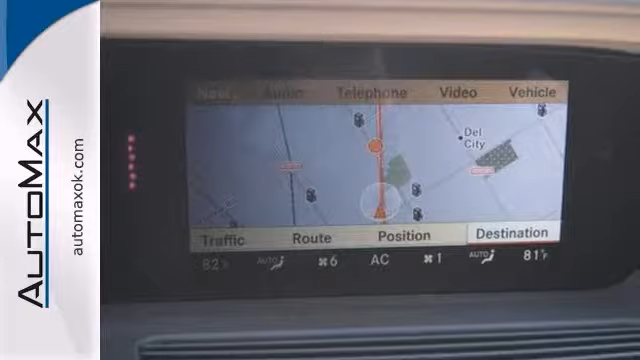 AUTOMAX
automaxok.com
Navi Audio Telephone Video Vehicle
Del
City
Traffic Route Position Destination
82°F AUTO 6 AC 1 AUTO 81°F